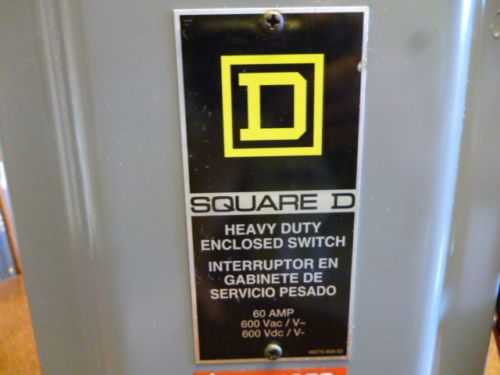 D
SQUARE D
HEAVY DUTY
ENCLOSED SWITCH
INTERRUPTOR EN
GABINETE DE
SERVICIO PESADO
60 AMP
600 Vac / V~
600 Vdc / V-